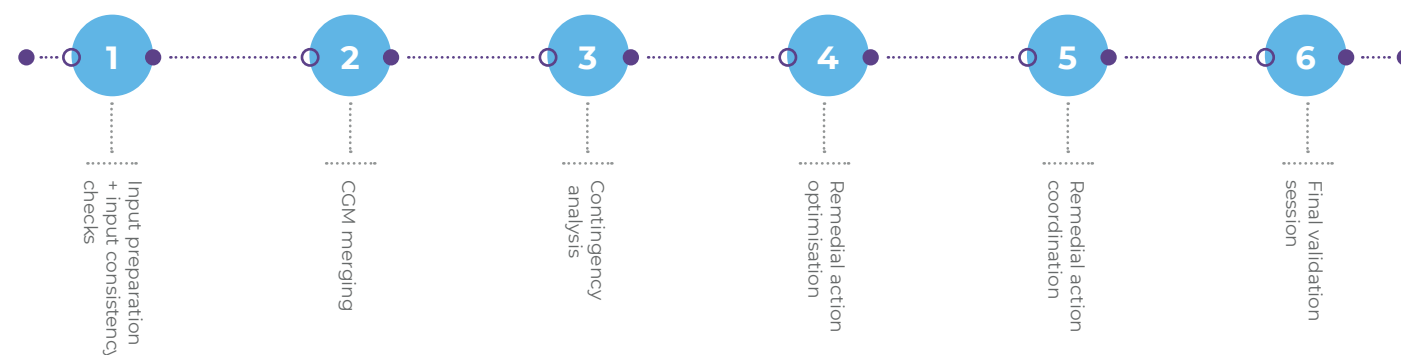 1
2
3
4
5
6
Input preparation
+ input consistency
checks
CGM merging
Contingency
analysis
Remedial action
optimisation
Remedial action
coordination
Final validation
session